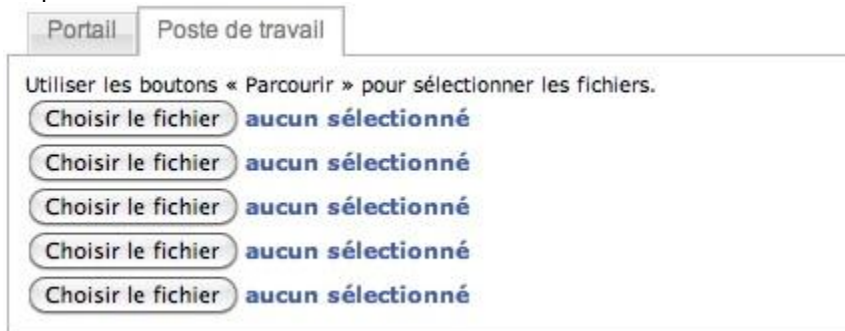 Portail Poste de travail
Utiliser les boutons « Parcourir » pour sélectionner les fichiers.
Choisir le fichier aucun sélectionné
Choisir le fichier aucun sélectionné
Choisir le fichier aucun sélectionné
Choisir le fichier aucun sélectionné
Choisir le fichier aucun sélectionné